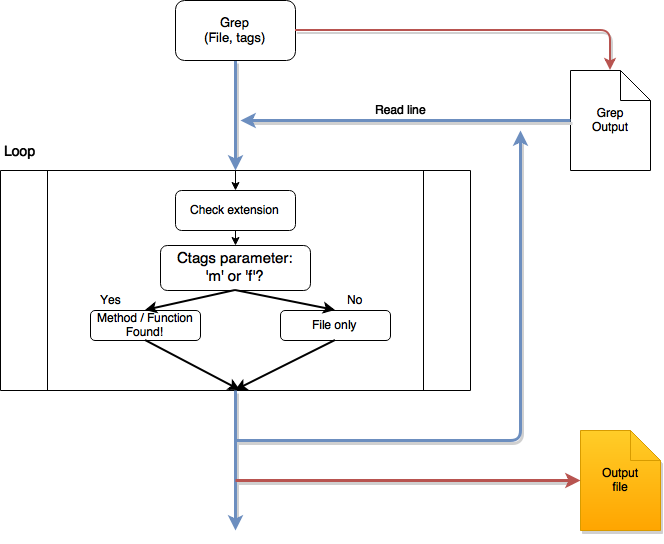 Grep
(File, tags)
Read line
Grep
Output
Loop
Check extension
Ctags parameter:
'm' or 'f'?
Yes
No
Method / Function
Found!
File only
Output
file